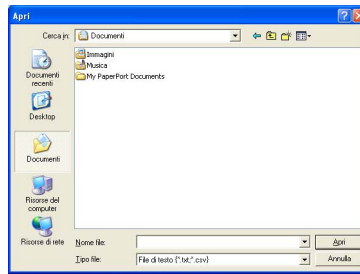 Apri
Cerca in: Documenti
Immagini
Musica
My PaperPort Documents
Documenti
recenti
Desktop
Documenti
Risorse del
computer
Risorse di rete
Nome file: Apri
Tipo file: File di testo (*.txt;*.csv) Annulla